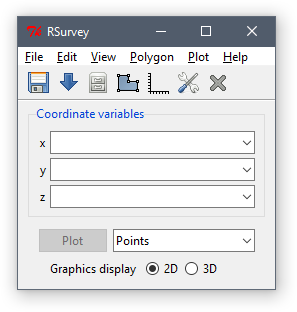 RSurvey
File Edit View Polygon Plot Help
Coordinate variables
x
y
z
Plot Points
Graphics display 2D 3D